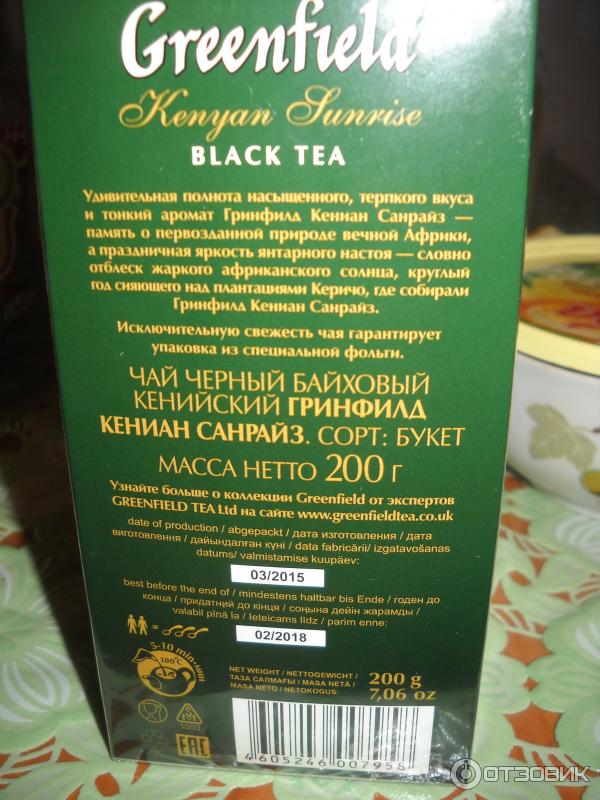 Greenfield
Kenyan Sunrise
BLACK TEA
Удивительная полнота насыщенного, терпкого вкуса
и тонкий аромат Гринфилд Кениан Санрайз —
память о первозданной природе вечной Африки,
а праздничная яркость янтарного настоя — словно
отблеск жаркого африканского солнца, круглый
год сияющего над плантациями Керичо, где собирали
Гринфилд Кениан Санрайз.
Исключительную свежесть чая гарантирует
упаковка из специальной фольги.
ЧАЙ ЧЕРНЫЙ БАЙХОВЫЙ
КЕНИЙСКИЙ ГРИНФИЛД
КЕНИАН САНРАЙЗ. СОРТ: БУКЕТ
МАССА НЕТТО 200 г
Узнайте больше о коллекции Greenfield от экспертов
GREENFIELD TEA Ltd на сайте www.greenfieldtea.co.uk
date of production / abgepackt / дата изготовления / дата
виготовлення / дайындалған күні / data fabricării/ izgatavošanas
datums/ valmistamise kuupäev:
03/2015
best before the end of / mindestens haltbar bis Ende / годен до
конца / придатний до кінця / соңына дейін жарамды /
valabil pînă la / leteicams līdz / parim enne:
02/2018
5-10 min-мин
100°C
NET WEIGHT / NETTOGEWICHT /
ТАЗА САЛМАҒЫ / MASA NETĂ /
MASA NETO / NETOKOGUS:
200 g
7,06 oz
1003
EAC
4605246007958
ОТЗОВИК